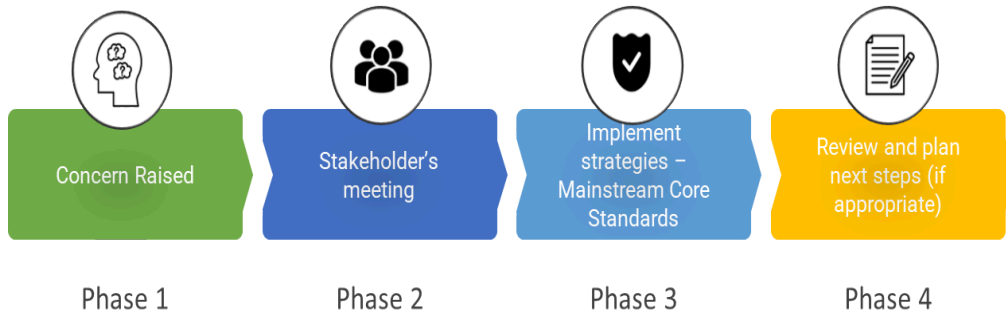 Concern Raised
Stakeholder's
meeting
Implement
strategies –
Mainstream Core
Standards
Review and plan
next steps (if
appropriate)
Phase 1
Phase 2
Phase 3
Phase 4